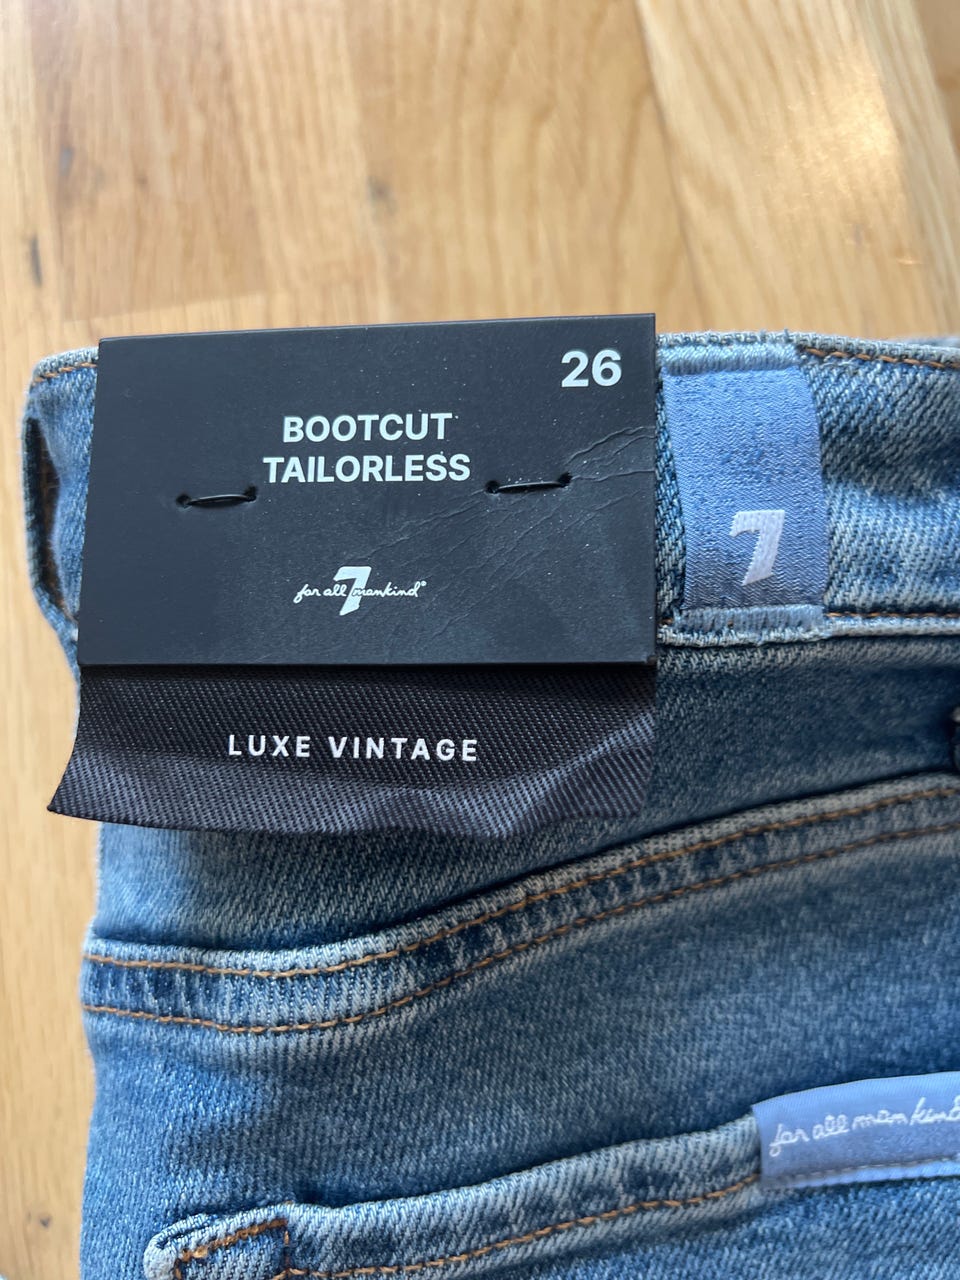 26
BOOTCUT
TAILORLESS
for all 7 mankind®
LUXE VINTAGE
7
for all mankind